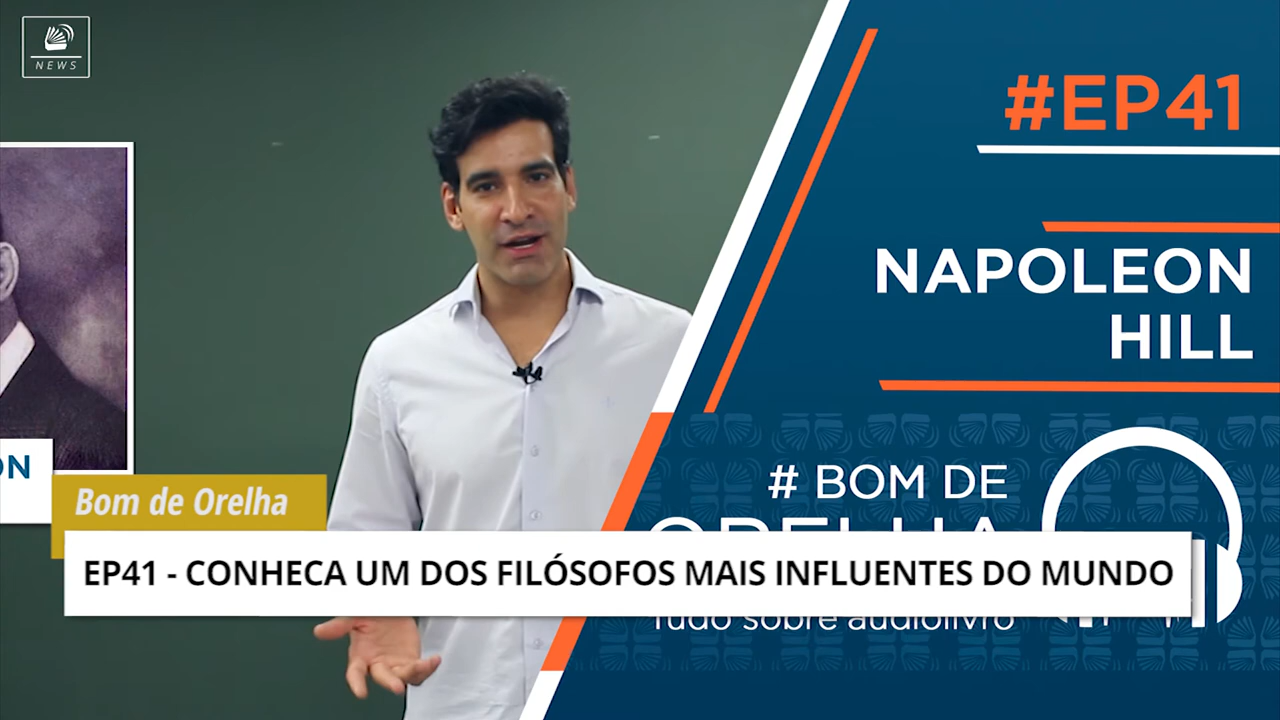 NEWS
#EP41
NAPOLEON
HILL
ON
# BOM DE
ORELHA
Bom de Orelha
EP41 - CONHECA UM DOS FILÓSOFOS MAIS INFLUENTES DO MUNDO
Tudo sobre audiolivro